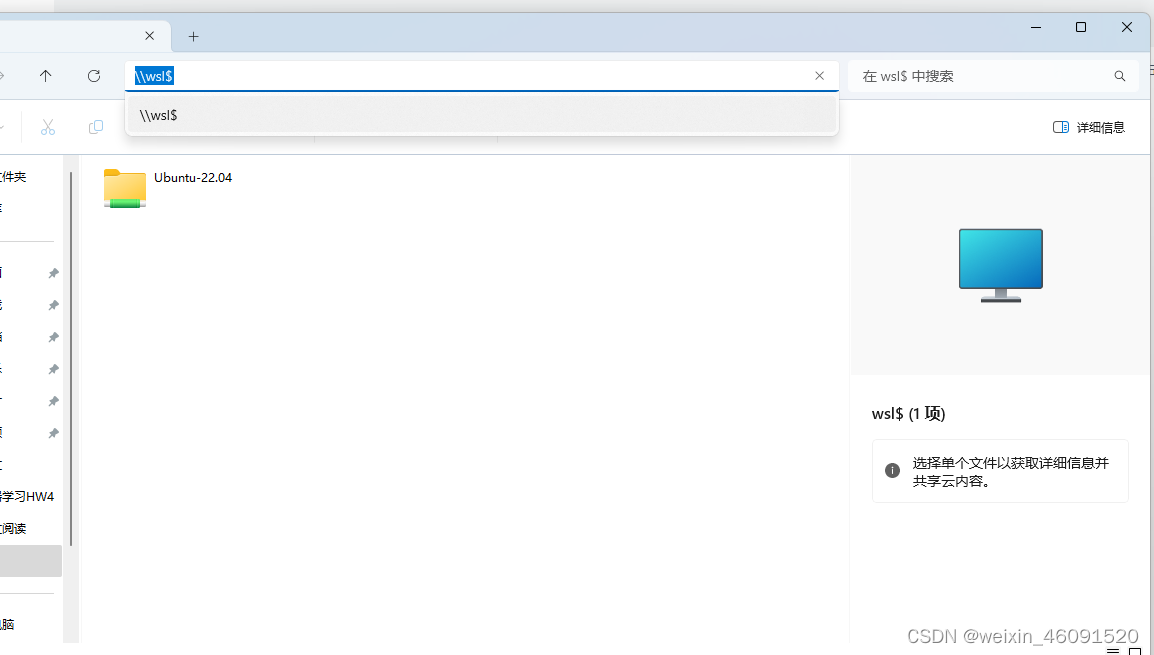 \\wsl$
在 wsl$ 中搜索
\\wsl$
详细信息
件夹
Ubuntu-22.04
wsl$ (1 项)
选择单个文件以获取详细信息并
共享云内容。
学习HW4
阅读
脑
CSDN @weixin_46091520